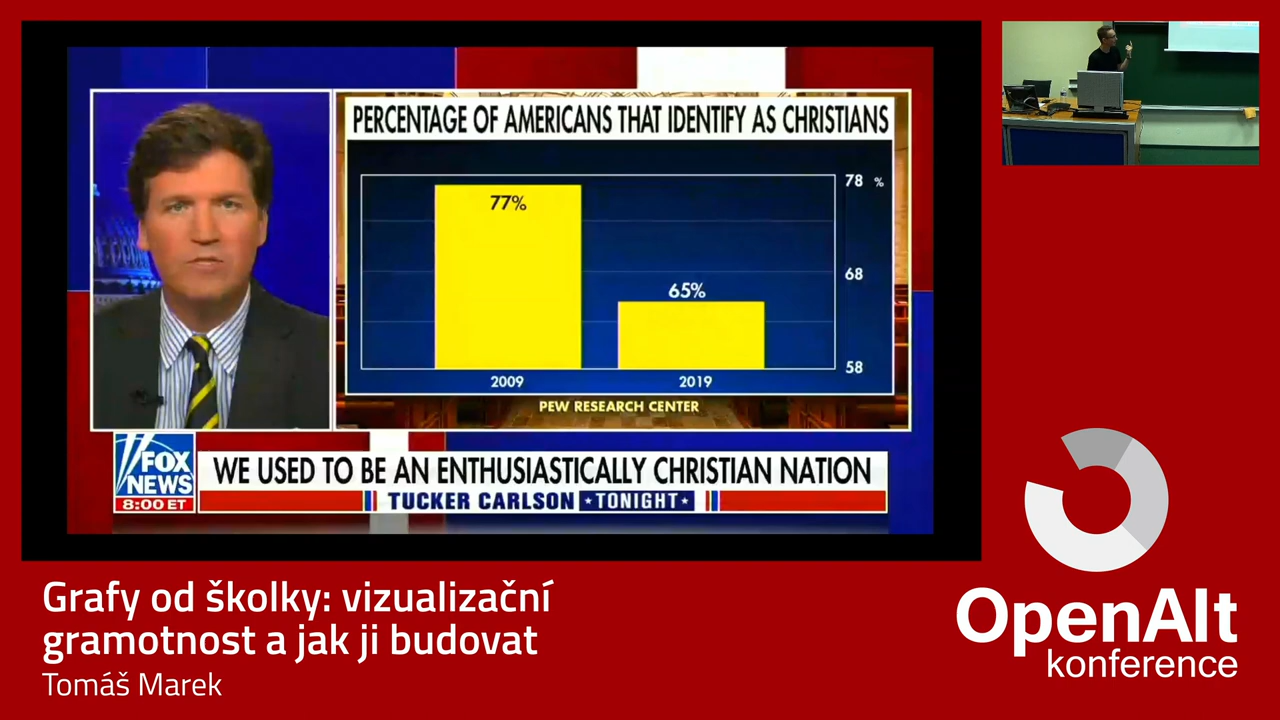 PERCENTAGE OF AMERICANS THAT IDENTIFY AS CHRISTIANS
78 %
77%
68
65%
58
2009 2019
PEW RESEARCH CENTER
FOX
NEWS
8:00 ET
WE USED TO BE AN ENTHUSIASTICALLY CHRISTIAN NATION
TUCKER CARLSON TONIGHT
Grafy od školky: vizualizační
gramotnost a jak ji budovat
Tomáš Marek
OpenAlt
konference